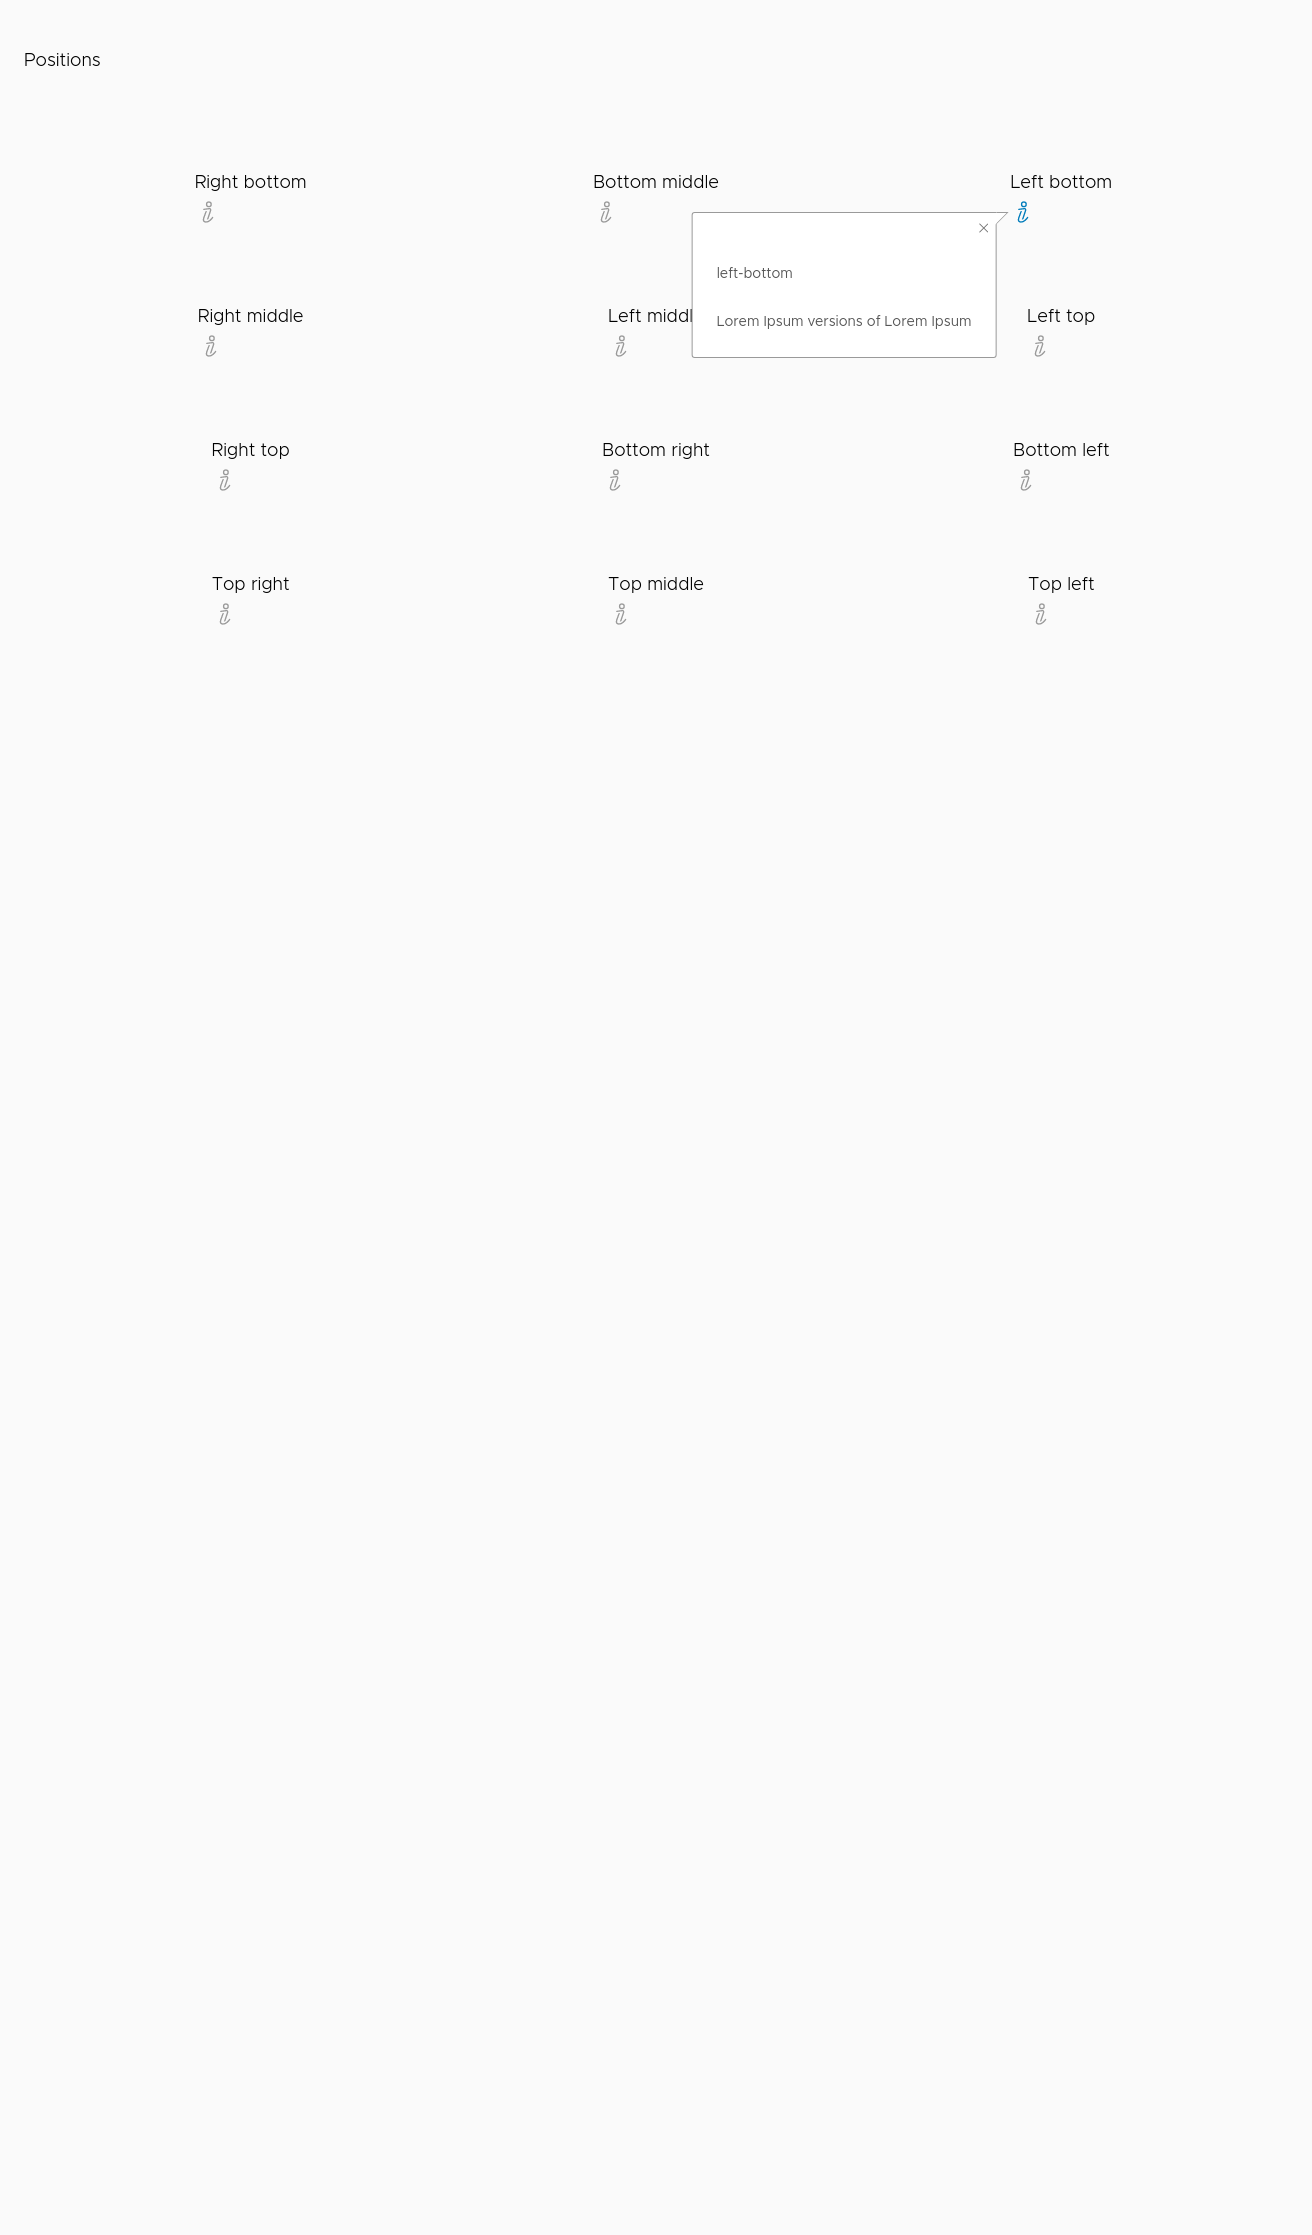 Positions
Right bottom
Bottom middle
Left bottom
left-bottom
Lorem Ipsum versions of Lorem Ipsum
Right middle
Left middl
Left top
Right top
Bottom right
Bottom left
Top right
Top middle
Top left